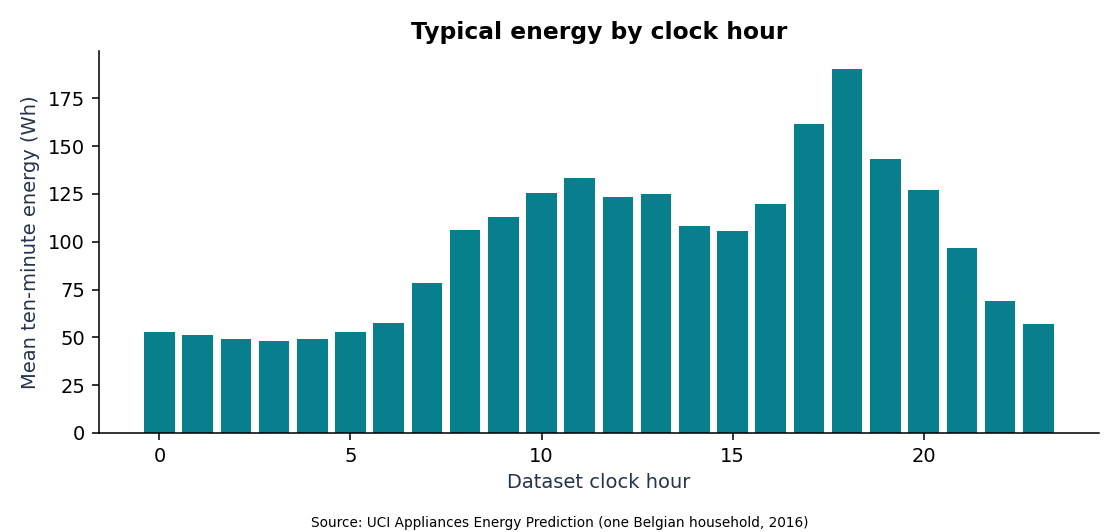 Typical energy by clock hour
Mean ten-minute energy (Wh)
175
150
125
100
75
50
25
0
0 5 10 15 20
Dataset clock hour
Source: UCI Appliances Energy Prediction (one Belgian household, 2016)